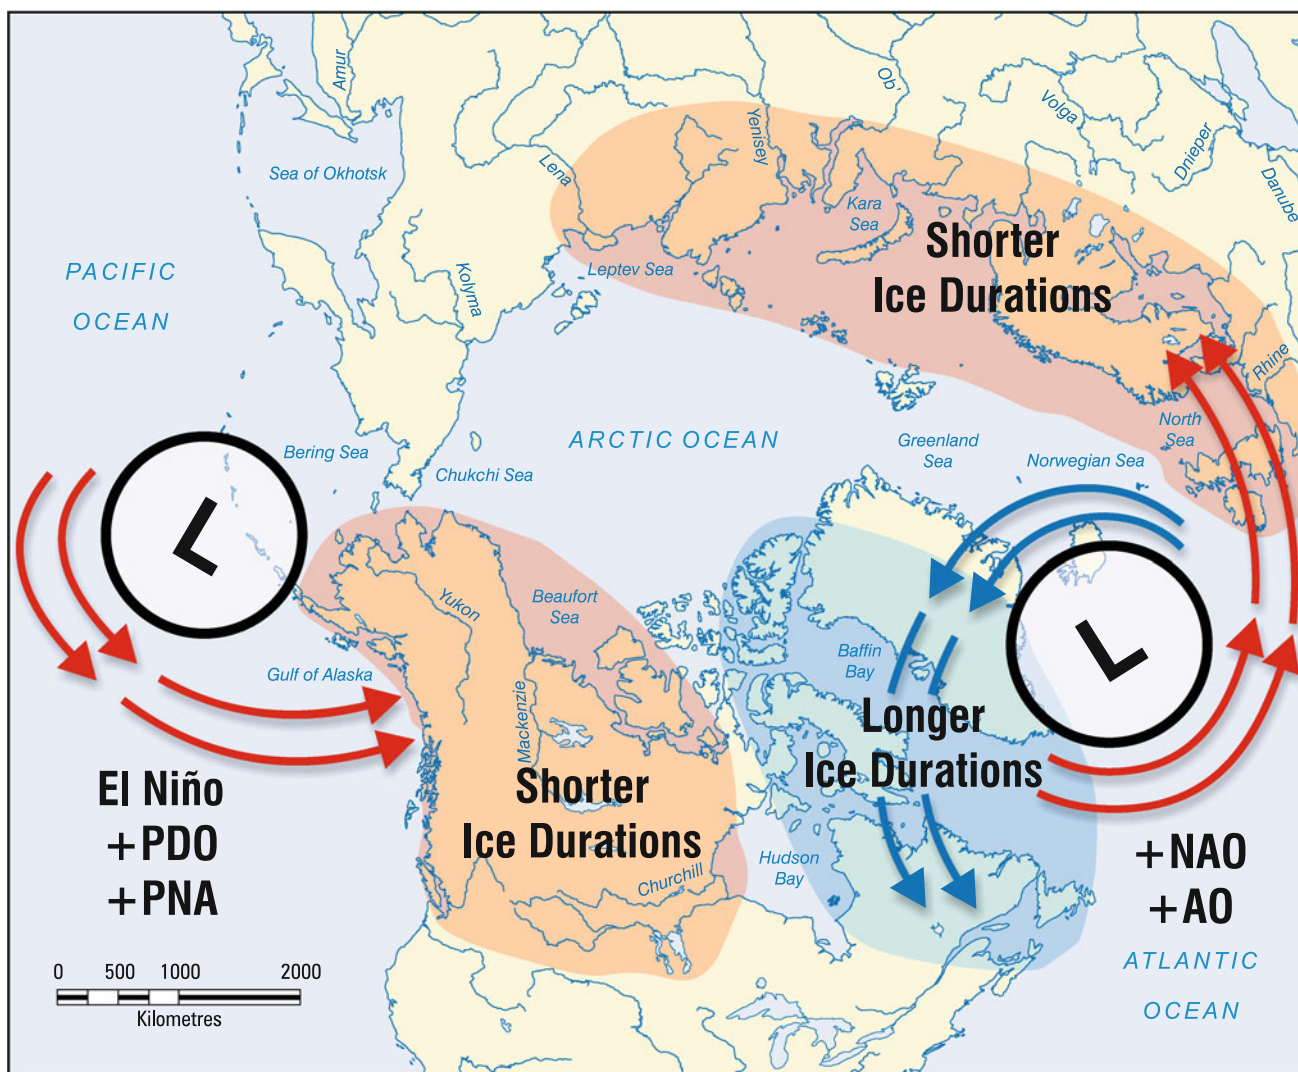 Amur
Ob'
Volga
Dnieper
Danube
Yenisey
Lena
Sea of Okhotsk
Kara
Sea
Shorter
Ice Durations
PACIFIC
OCEAN
Kolyma
Leptev Sea
Rhine
North
Sea
ARCTIC OCEAN
Greenland
Sea
Norwegian Sea
Bering Sea
Chukchi Sea
L
Yukon
Beaufort
Sea
Baffin
Bay
L
Gulf of Alaska
Mackenzie
Longer
Ice Durations
El Niño
+PDO
+PNA
Shorter
Ice Durations
Churchill
Hudson
Bay
+NAO
+AO
ATLANTIC
OCEAN
0 500 1000 2000
Kilometres